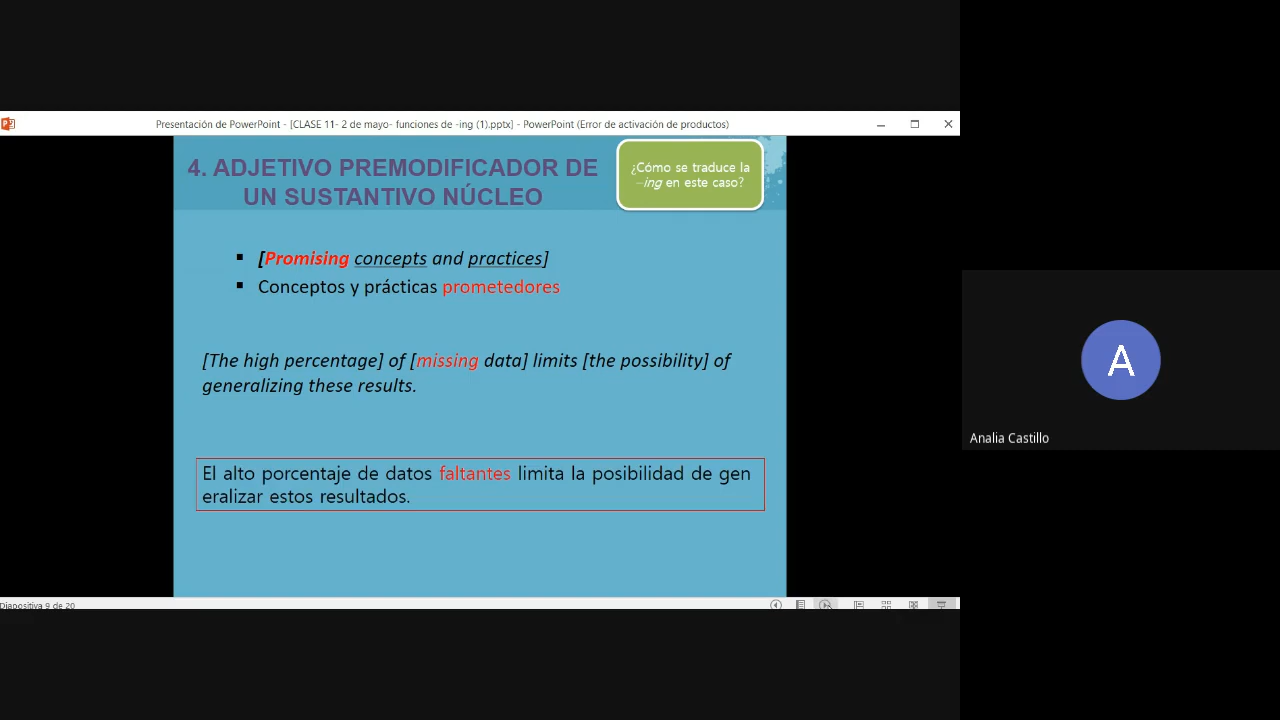 Presentación de PowerPoint - [CLASE 11- 2 de mayo- funciones de -ing (1).pptx] - PowerPoint (Error de activación de productos)
4. ADJETIVO PREMODIFICADOR DE
UN SUSTANTIVO NÚCLEO
¿Cómo se traduce la
–ing en este caso?
▪ [Promising concepts and practices]
▪ Conceptos y prácticas prometedores
[The high percentage] of [missing data] limits [the possibility] of
generalizing these results.
El alto porcentaje de datos faltantes limita la posibilidad de gen
eralizar estos resultados.
Diapositiva 9 de 20
A
Analia Castillo